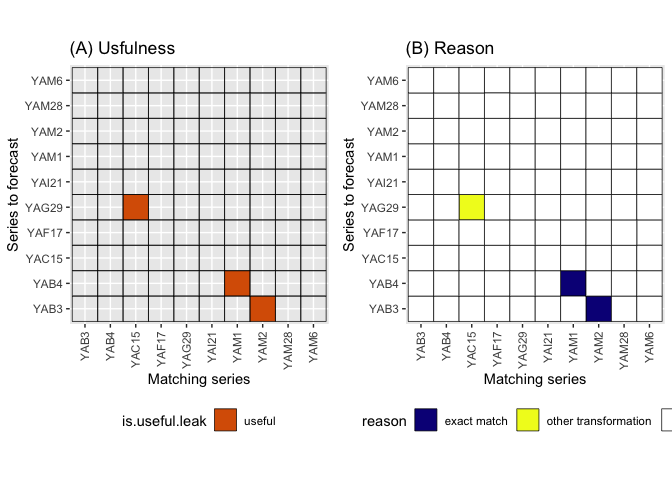 (A) Usfulness
Series to forecast
YAM6
YAM28
YAM2
YAM1
YAI21
YAG29
YAF17
YAC15
YAB4
YAB3
YAB3 YAB4 YAC15 YAF17 YAG29 YAI21 YAM1 YAM2 YAM28 YAM6
Matching series
is.useful.leak useful
(B) Reason
Series to forecast
YAM6
YAM28
YAM2
YAM1
YAI21
YAG29
YAF17
YAC15
YAB4
YAB3
YAB3 YAB4 YAC15 YAF17 YAG29 YAI21 YAM1 YAM2 YAM28 YAM6
Matching series
reason exact match other transformation